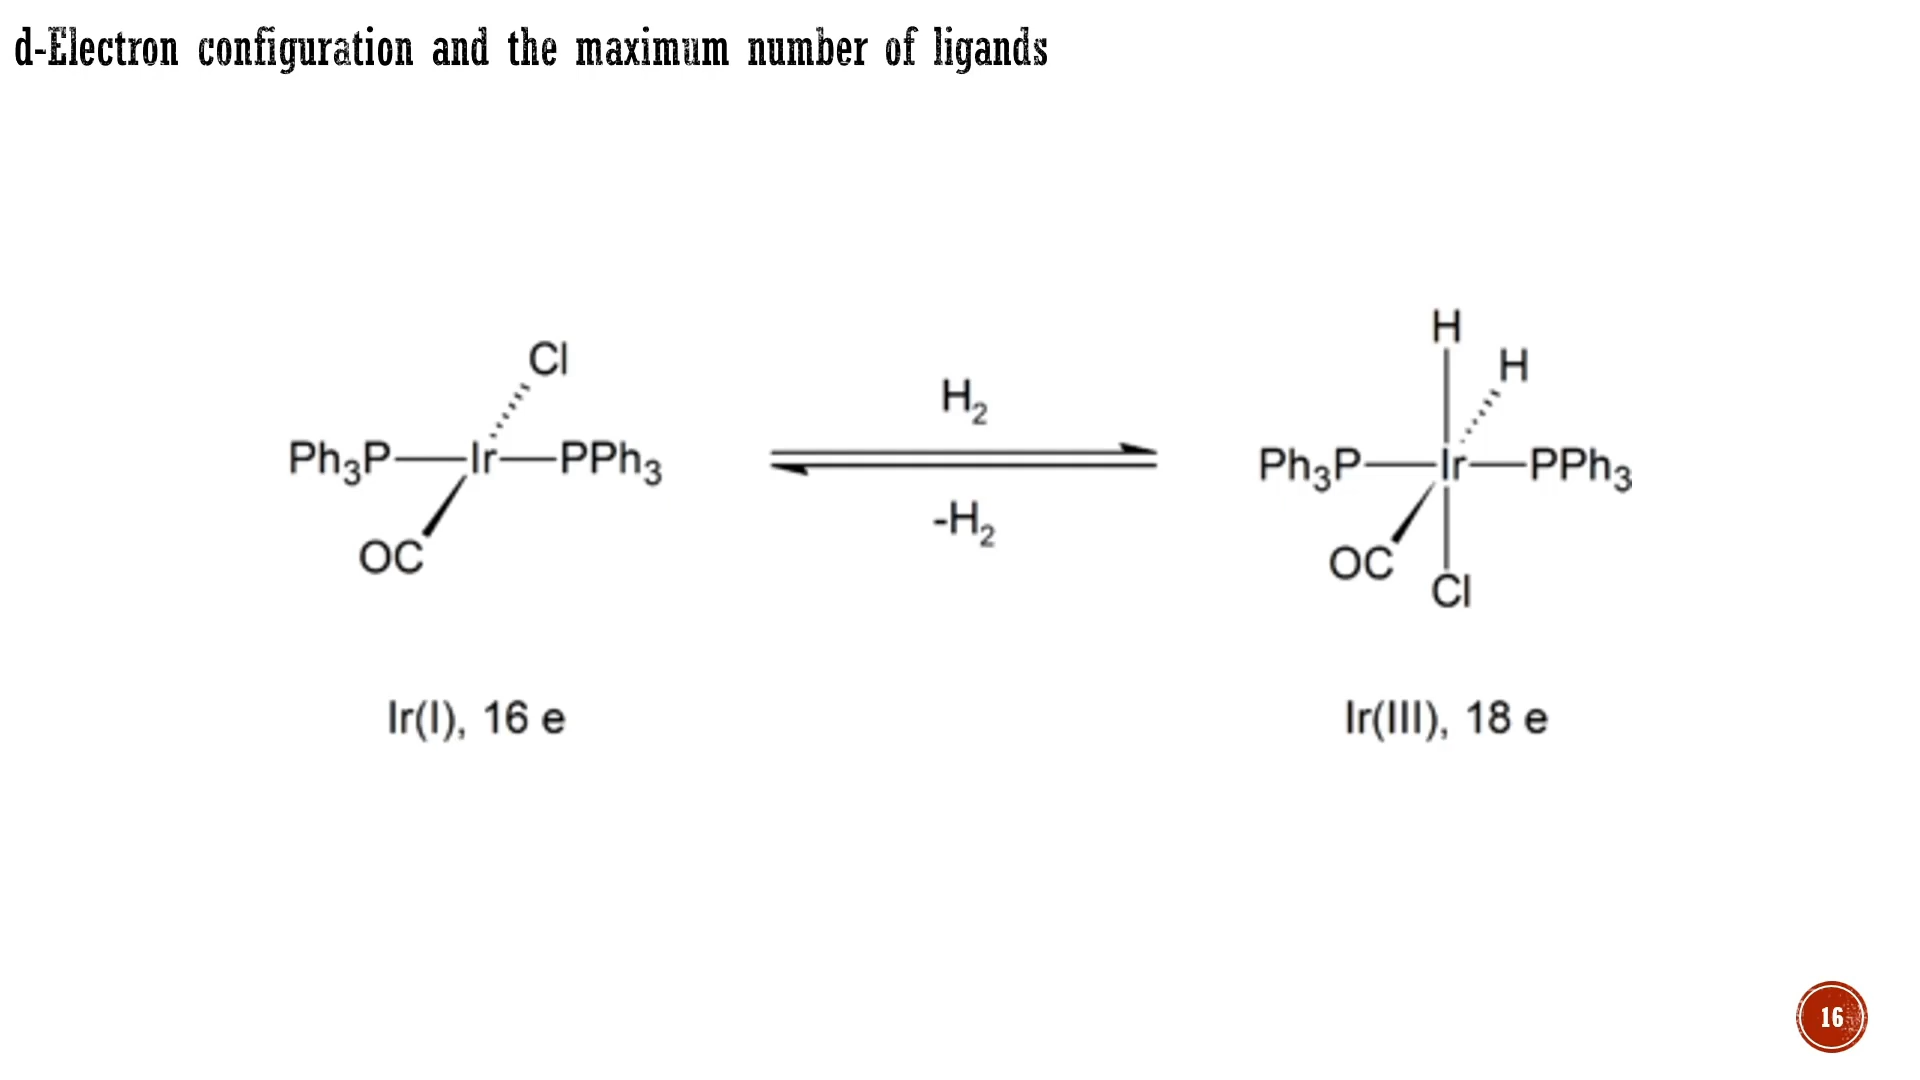 d-Electron configuration and the maximum number of ligands
Cl
Ph₃P Ir PPh₃
OC
Ir(I), 16 e
H₂
-H₂
H
H
Ph₃P Ir PPh₃
OC
Cl
Ir(III), 18 e
16